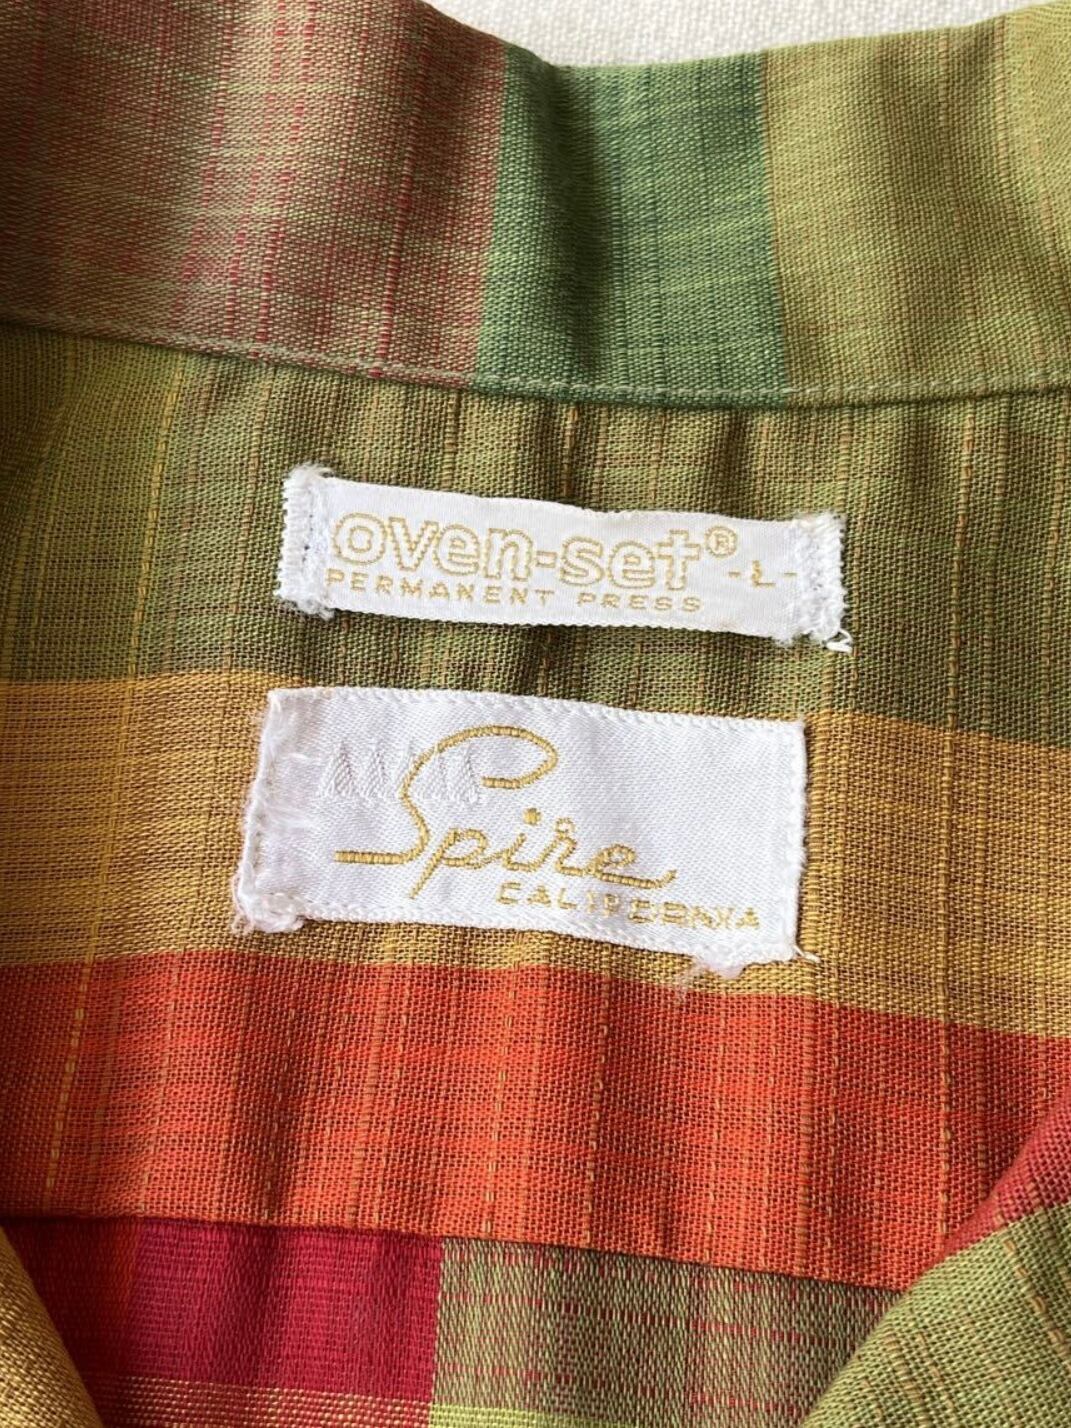 oven-set® -L-
PERMANENT PRESS
Spire
CALIFORNIA